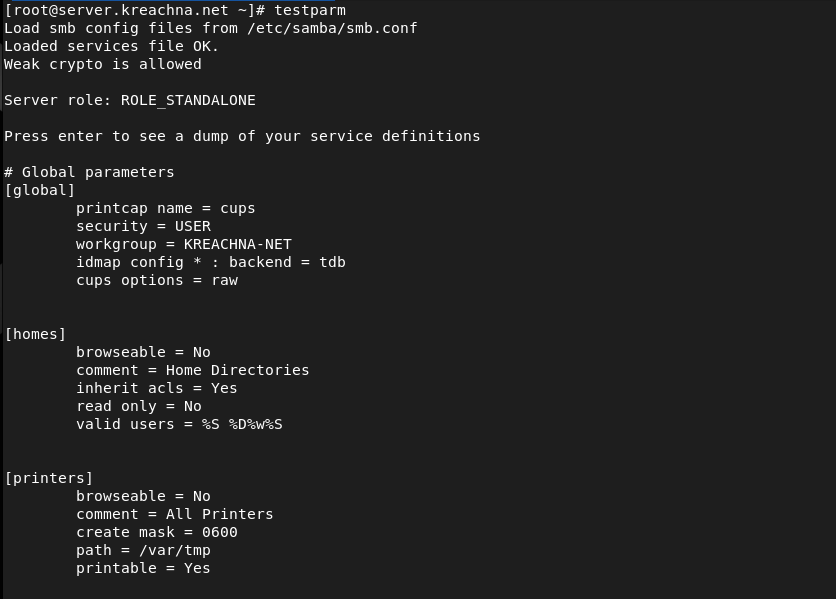 [root@server.kreachna.net ~]# testparm
Load smb config files from /etc/samba/smb.conf
Loaded services file OK.
Weak crypto is allowed
Server role: ROLE_STANDALONE
Press enter to see a dump of your service definitions
# Global parameters
[global]
printcap name = cups
security = USER
workgroup = KREACHNA-NET
idmap config * : backend = tdb
cups options = raw
[homes]
browseable = No
comment = Home Directories
inherit acls = Yes
read only = No
valid users = %S %D%w%S
[printers]
browseable = No
comment = All Printers
create mask = 0600
path = /var/tmp
printable = Yes